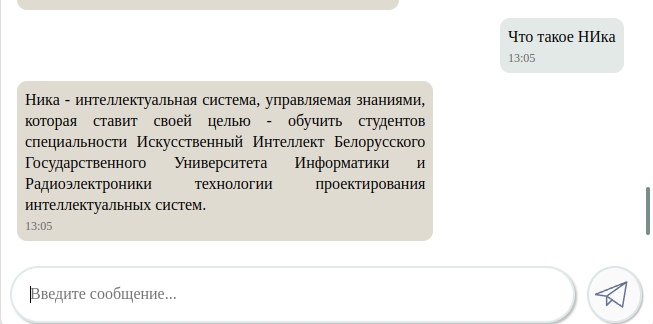 Что такое НИка
13:05
Ника - интеллектуальная система, управляемая знаниями,
которая ставит своей целью - обучить студентов
специальности Искусственный Интеллект Белорусского
Государственного Университета Информатики и
Радиоэлектроники технологии проектирования
интеллектуальных систем.
13:05
Введите сообщение...